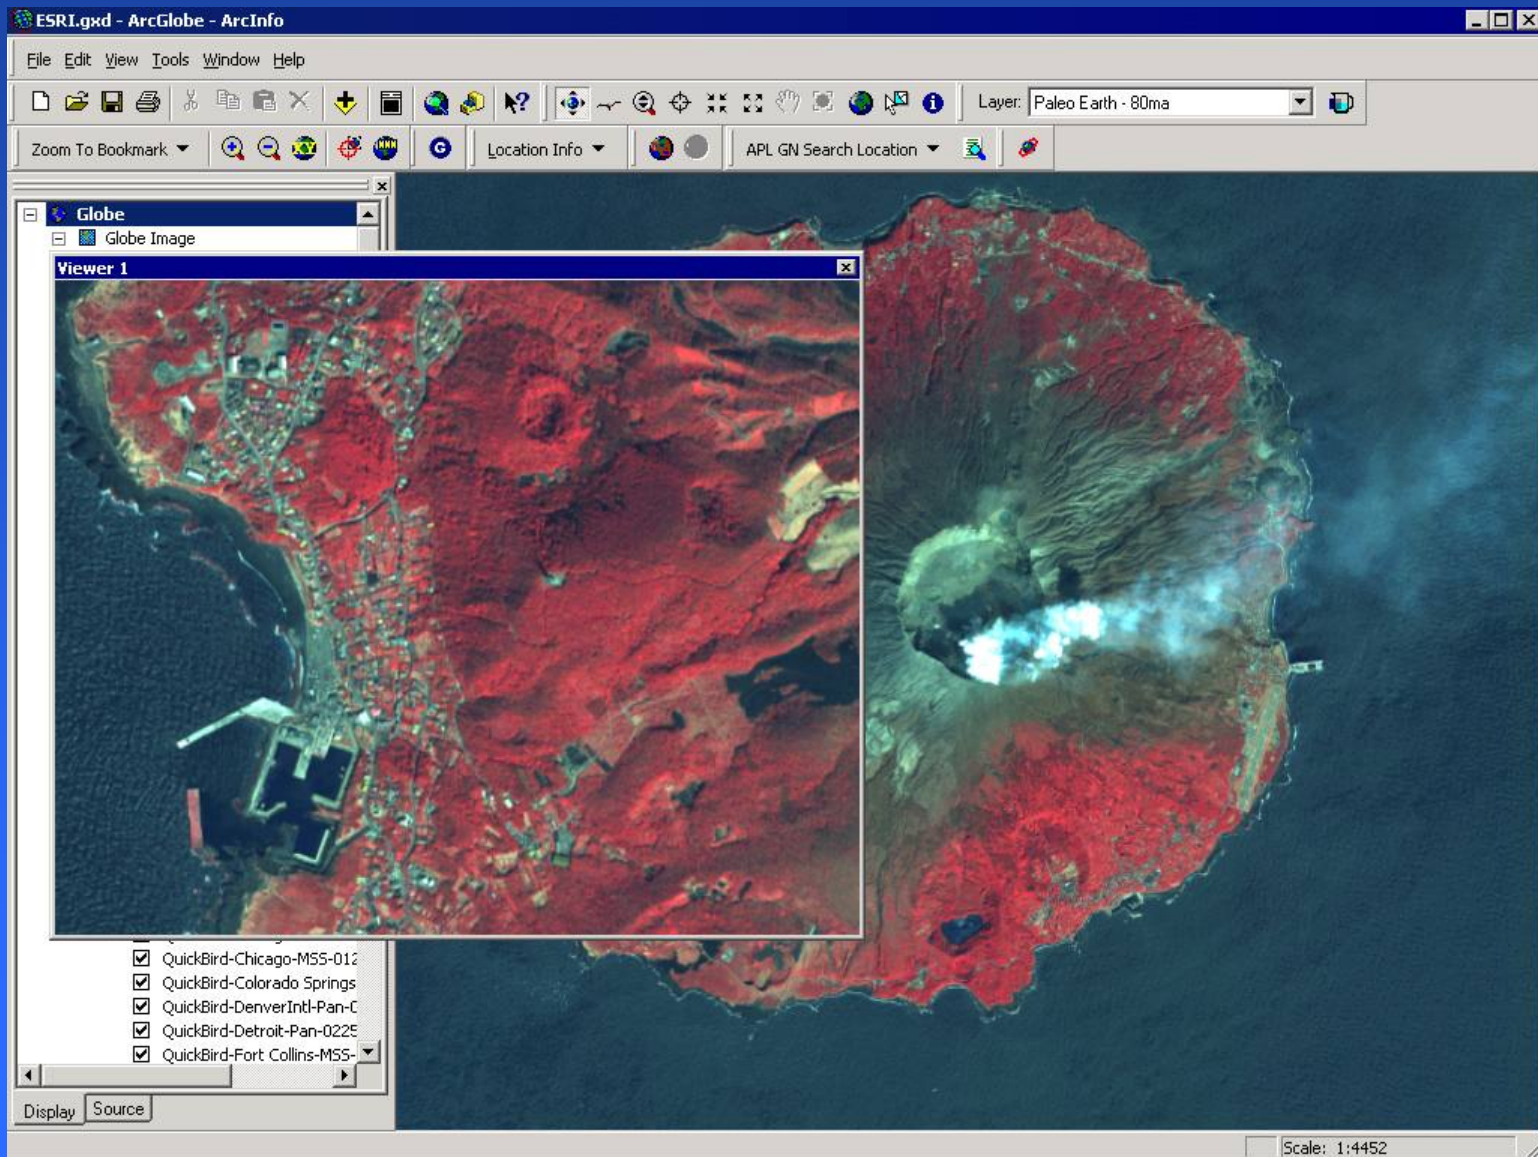 ESRI.gxd - ArcGlobe - ArcInfo
File Edit View Tools Window Help
Layer: Paleo Earth - 80ma
Zoom To Bookmark
G
Location Info
APL GN Search Location
Globe
Globe Image
Viewer 1
QuickBird-Chicago-MSS-012
QuickBird-Colorado Springs
QuickBird-DenverIntl-Pan-0
QuickBird-Detroit-Pan-0225
QuickBird-Fort Collins-MSS-
Display Source
Scale: 1:4452